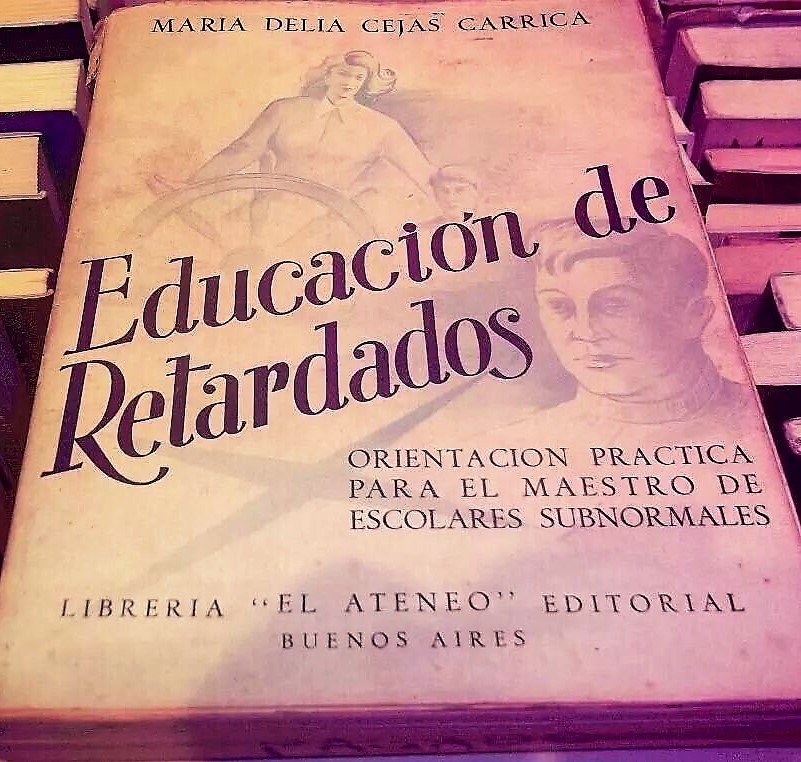 MARIA DELIA CEJAS CARRICA
Educación de
Retardados
ORIENTACION PRACTICA
PARA EL MAESTRO DE
ESCOLARES SUBNORMALES
LIBRERIA "EL ATENEO" EDITORIAL
BUENOS AIRES